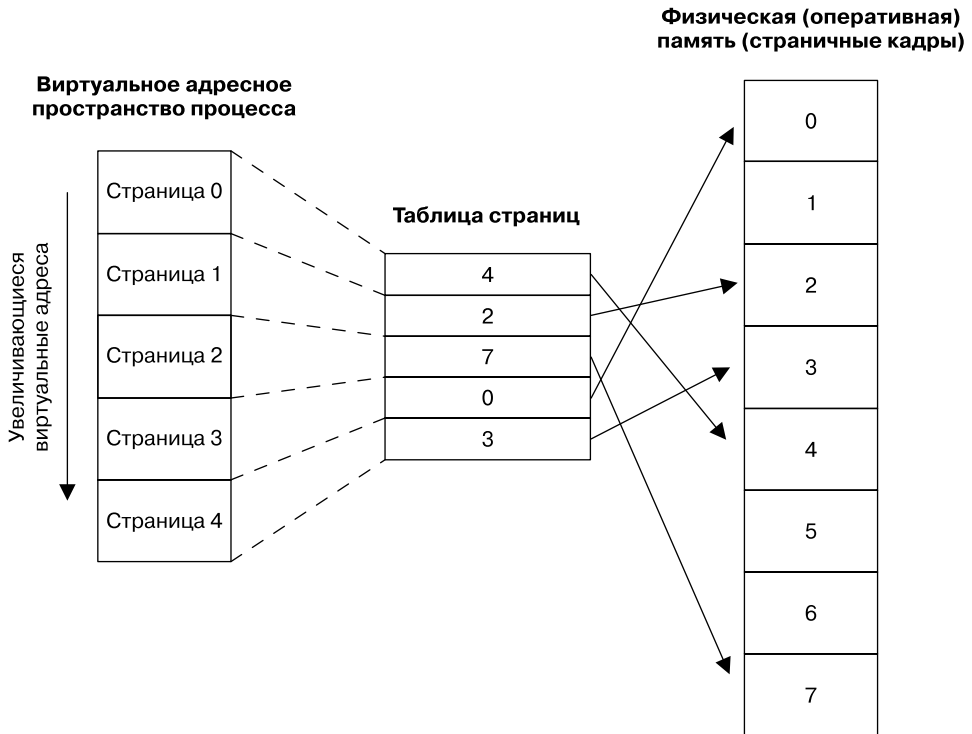 Физическая (оперативная)
память (страничные кадры)
Виртуальное адресное
пространство процесса
Увеличивающиеся
виртуальные адреса
Страница 0
Страница 1
Страница 2
Страница 3
Страница 4
Таблица страниц
4
2
7
0
3
0
1
2
3
4
5
6
7